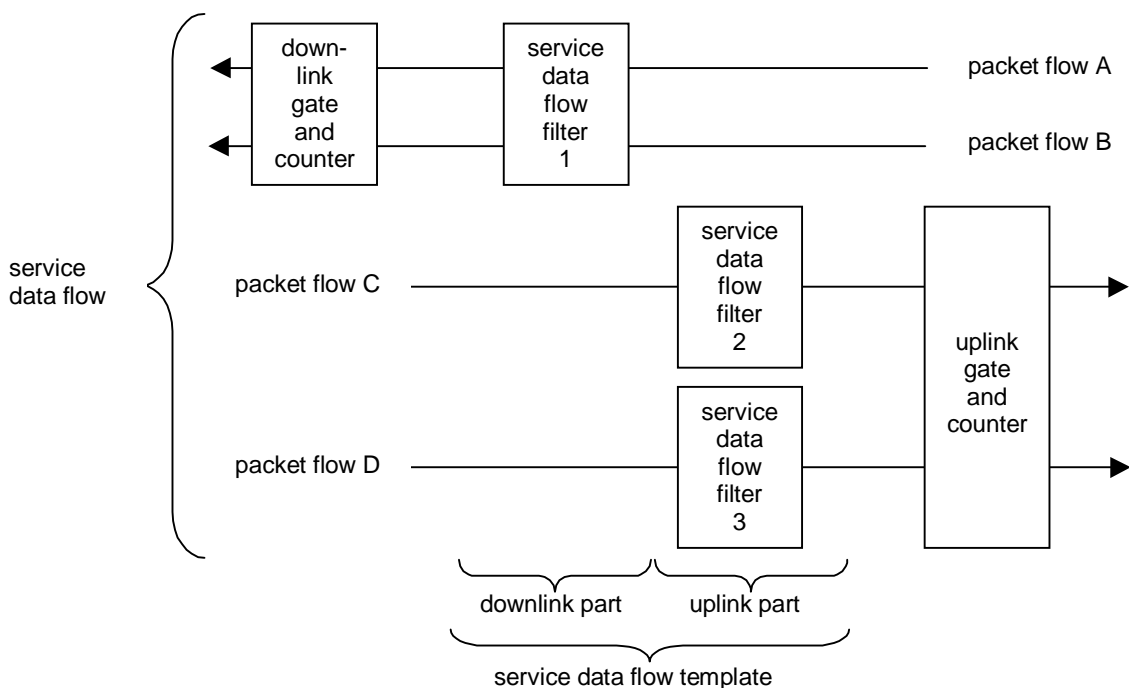 down-
link
gate
and
counter
service
data
flow
filter
1
packet flow A
packet flow B
service
data flow
packet flow C
service
data
flow
filter
2
uplink
gate
and
counter
packet flow D
service
data
flow
filter
3
downlink part
uplink part
service data flow template